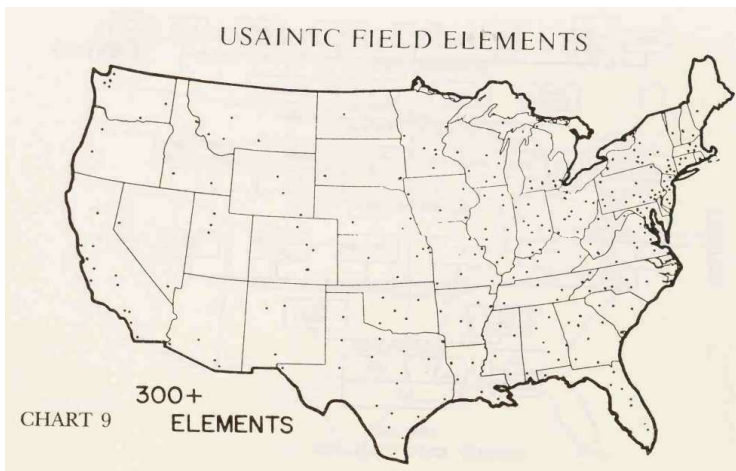 USAINTC FIELD ELEMENTS
300+
ELEMENTS
CHART 9